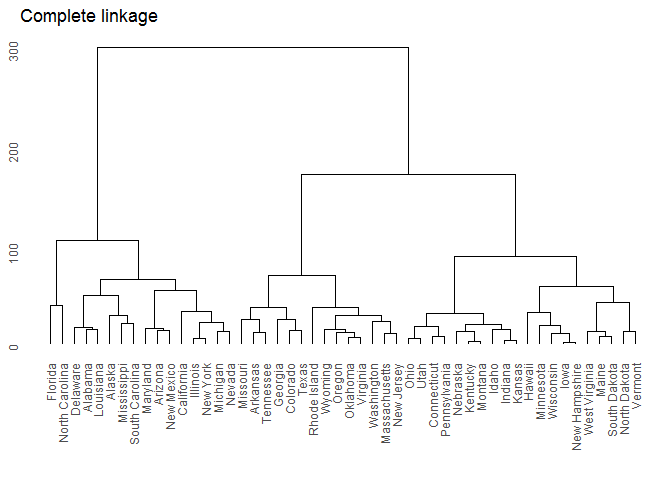 Complete linkage
300
200
100
0
Florida
North Carolina
Delaware
Alabama
Louisiana
Alaska
Mississippi
South Carolina
Maryland
Arizona
New Mexico
California
Illinois
New York
Michigan
Nevada
Missouri
Arkansas
Tennessee
Georgia
Colorado
Texas
Rhode Island
Wyoming
Oregon
Oklahoma
Virginia
Washington
Massachusetts
New Jersey
Ohio
Utah
Connecticut
Pennsylvania
Nebraska
Kentucky
Montana
Idaho
Indiana
Kansas
Hawaii
Minnesota
Wisconsin
Iowa
New Hampshire
West Virginia
Maine
South Dakota
North Dakota
Vermont